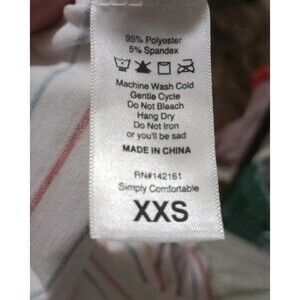 95% Polyester
5% Spandex
Machine Wash Cold
Gentle Cycle
Do Not Bleach
Hang Dry
Do Not Iron
or you'll be sad
MADE IN CHINA
RN#142161
Simply Comfortable
XXS